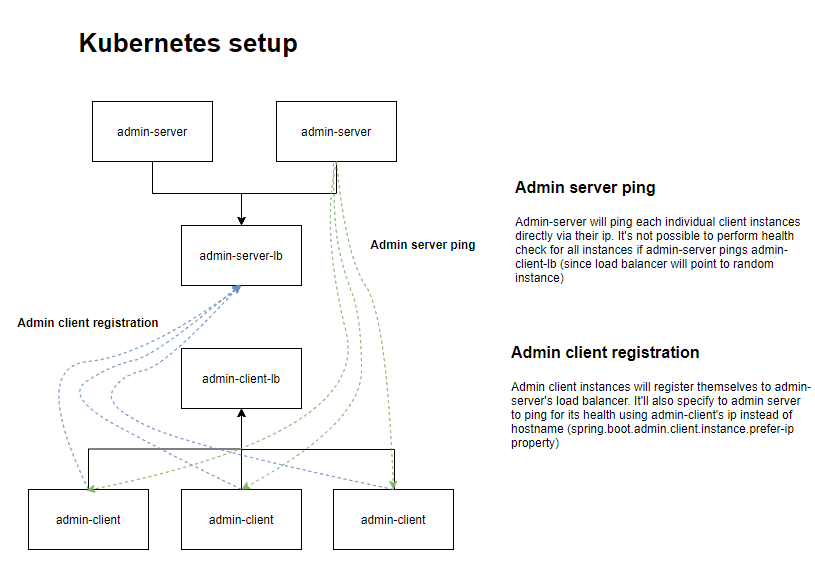 Kubernetes setup
admin-server
admin-server
Admin server ping
Admin-server will ping each individual client instances
directly via their ip. It's not possible to perform health
check for all instances if admin-server pings admin-
client-lb (since load balancer will point to random
instance)
Admin server ping
admin-server-lb
Admin client registration
admin-client-lb
Admin client registration
Admin client instances will register themselves to admin-
server's load balancer. It'll also specify to admin server
to ping for its health using admin-client's ip instead of
hostname (spring.boot.admin.client.instance.prefer-ip
property)
admin-client
admin-client
admin-client